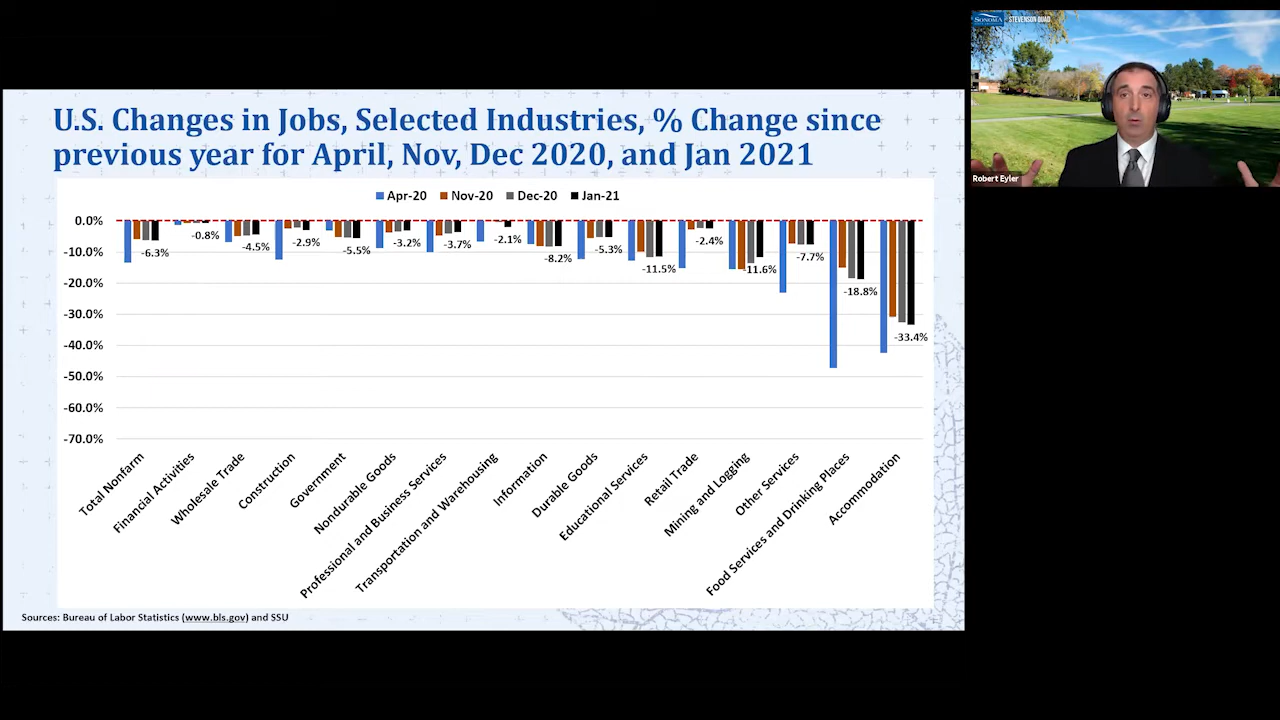 U.S. Changes in Jobs, Selected Industries, % Change since
previous year for April, Nov, Dec 2020, and Jan 2021
Apr-20 Nov-20 Dec-20 Jan-21
0.0%
-10.0%
-20.0%
-30.0%
-40.0%
-50.0%
-60.0%
-70.0%
-6.3%
-0.8%
-4.5%
-2.9%
-5.5%
-3.2%
-3.7%
-2.1%
-8.2%
-5.3%
-11.5%
-2.4%
-11.6%
-7.7%
-18.8%
-33.4%
Total Nonfarm
Financial Activities
Wholesale Trade
Construction
Government
Nondurable Goods
Professional and Business Services
Transportation and Warehousing
Information
Durable Goods
Educational Services
Retail Trade
Mining and Logging
Other Services
Food Services and Drinking Places
Accommodation
Sources: Bureau of Labor Statistics (www.bls.gov) and SSU
SONOMA
STEVENSON QUAD
Robert Eyler